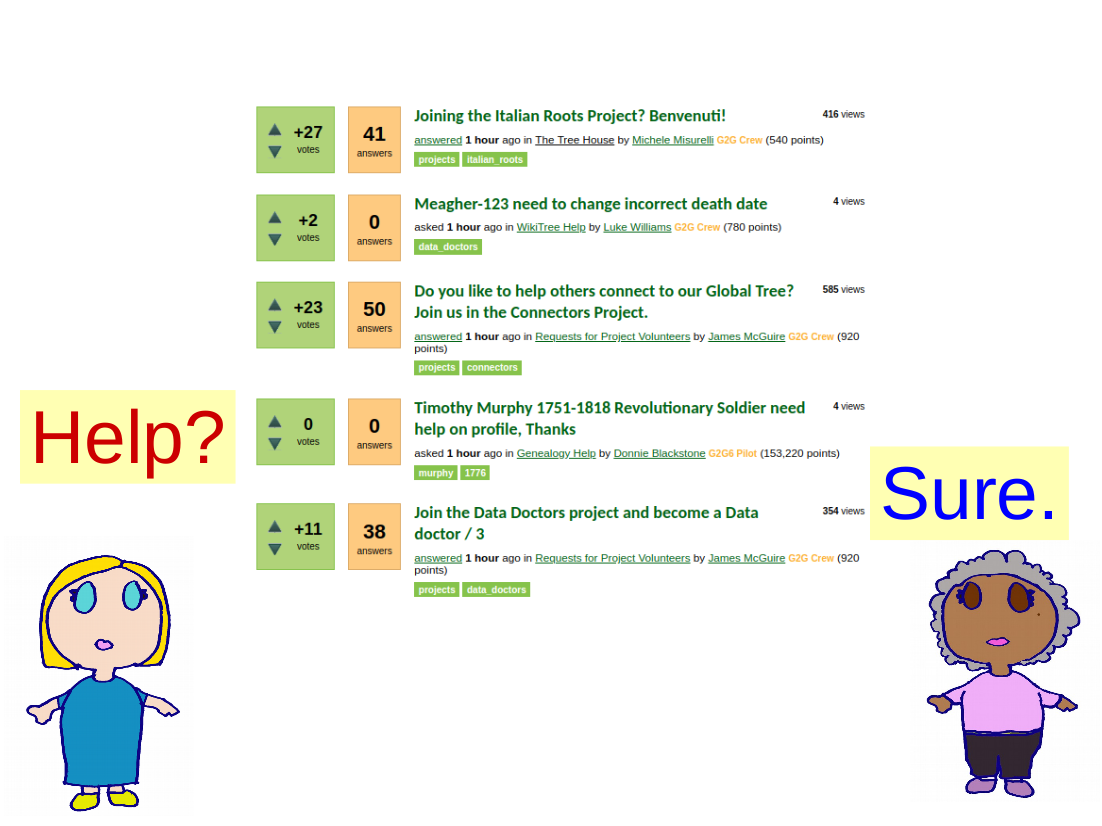 +27
votes
41
answers
Joining the Italian Roots Project? Benvenuti!
416 views
answered 1 hour ago in The Tree House by Michele Misurelli G2G Crew (540 points)
projects italian_roots
+2
votes
0
answers
Meagher-123 need to change incorrect death date
4 views
asked 1 hour ago in WikiTree Help by Luke Williams G2G Crew (780 points)
data_doctors
+23
votes
50
answers
Do you like to help others connect to our Global Tree?
Join us in the Connectors Project.
585 views
answered 1 hour ago in Requests for Project Volunteers by James McGuire G2G Crew (920
points)
projects connectors
Help?
0
votes
0
answers
Timothy Murphy 1751-1818 Revolutionary Soldier need
help on profile, Thanks
4 views
asked 1 hour ago in Genealogy Help by Donnie Blackstone G2G6 Pilot (153,220 points)
murphy 1776
Sure.
+11
votes
38
answers
Join the Data Doctors project and become a Data
doctor / 3
354 views
answered 1 hour ago in Requests for Project Volunteers by James McGuire G2G Crew (920
points)
projects data_doctors